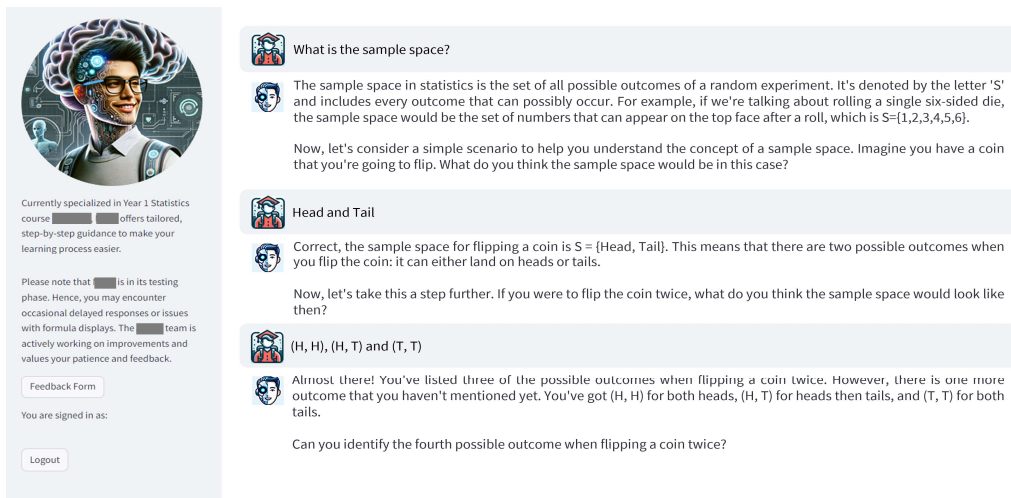 Currently specialized in Year 1 Statistics
course , offers tailored,
step-by-step guidance to make your
learning process easier.
Please note that is in its testing
phase. Hence, you may encounter
occasional delayed responses or issues
with formula displays. The team is
actively working on improvements and
values your patience and feedback.
Feedback Form
You are signed in as:
Logout
What is the sample space?
The sample space in statistics is the set of all possible outcomes of a random experiment. It's denoted by the letter 'S'
and includes every outcome that can possibly occur. For example, if we're talking about rolling a single six-sided die,
the sample space would be the set of numbers that can appear on the top face after a roll, which is S={1,2,3,4,5,6}.
Now, let's consider a simple scenario to help you understand the concept of a sample space. Imagine you have a coin
that you're going to flip. What do you think the sample space would be in this case?
Head and Tail
Correct, the sample space for flipping a coin is S = {Head, Tail}. This means that there are two possible outcomes when
you flip the coin: it can either land on heads or tails.
Now, let's take this a step further. If you were to flip the coin twice, what do you think the sample space would look like
then?
(H, H), (H, T) and (T, T)
Almost there! You've listed three of the possible outcomes when flipping a coin twice. However, there is one more
outcome that you haven't mentioned yet. You've got (H, H) for both heads, (H, T) for heads then tails, and (T, T) for both
tails.
Can you identify the fourth possible outcome when flipping a coin twice?